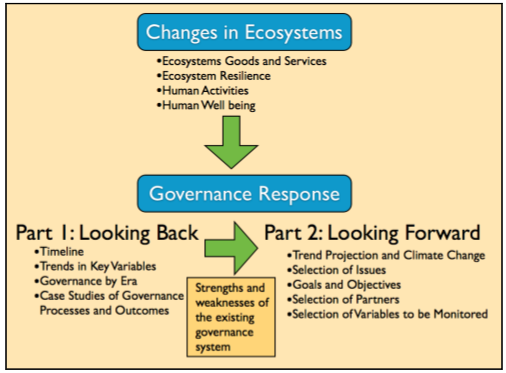 Changes in Ecosystems
•Ecosystems Goods and Services
•Ecosystem Resilience
•Human Activities
•Human Well being
Governance Response
Part 1: Looking Back
•Timeline
•Trends in Key Variables
•Governance by Era
•Case Studies of Governance
Processes and Outcomes
Strengths and
weaknesses of
the existing
governance
system
Part 2: Looking Forward
•Trend Projection and Climate Change
•Selection of Issues
•Goals and Objectives
•Selection of Partners
•Selection of Variables to be Monitored